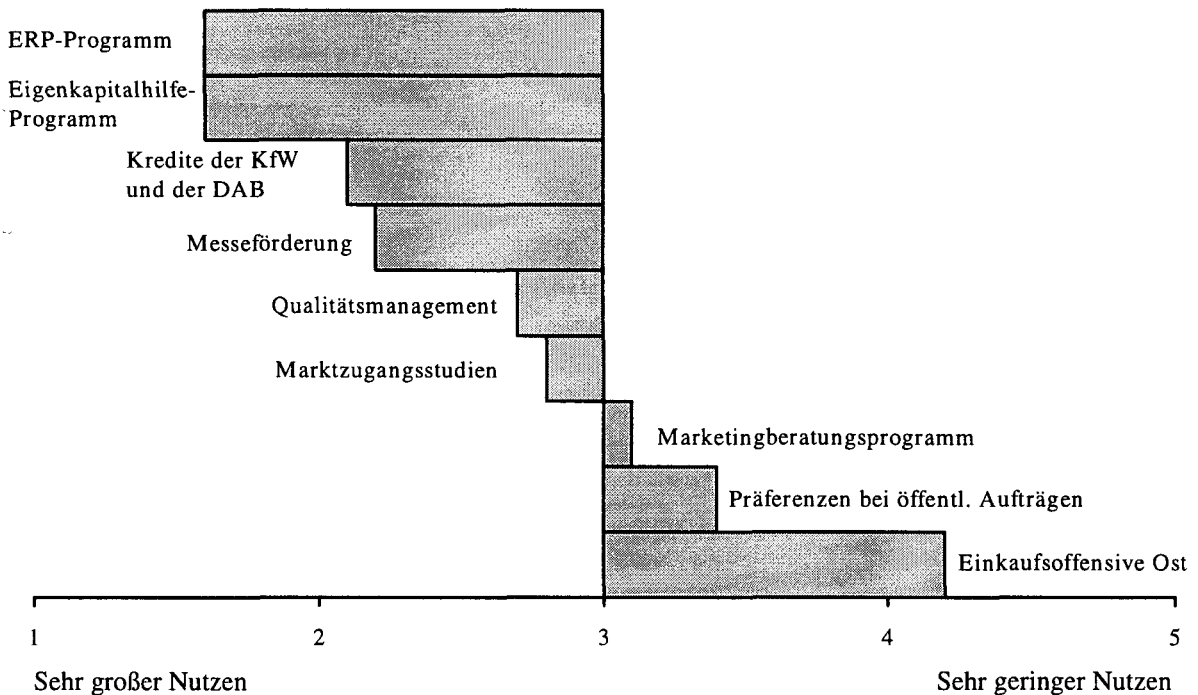 ERP-Programm
Eigenkapitalhilfe-
Programm
Kredite der KfW
und der DAB
Messeförderung
Qualitätsmanagement
Marktzugangsstudien
Marketingberatungsprogramm
Präferenzen bei öffentl. Aufträgen
Einkaufsoffensive Ost
1 2 3 4 5
Sehr großer Nutzen Sehr geringer Nutzen